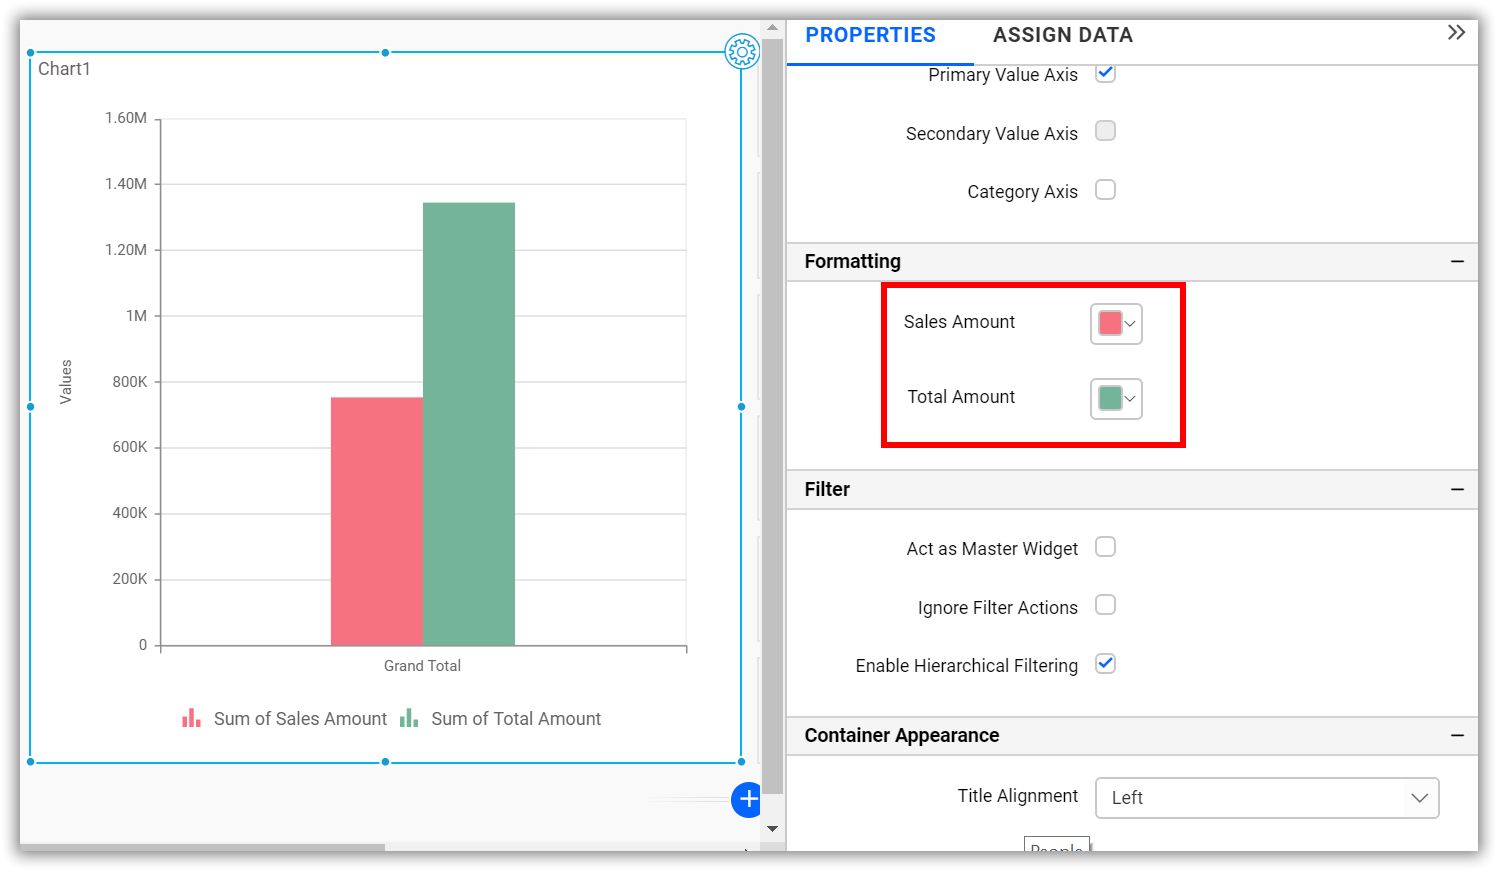 Chart1
1.60M
1.40M
1.20M
1M
800K
600K
400K
200K
0
Values
Grand Total
Sum of Sales Amount
Sum of Total Amount
PROPERTIES
ASSIGN DATA
Primary Value Axis
Secondary Value Axis
Category Axis
Formatting
Sales Amount
Total Amount
Filter
Act as Master Widget
Ignore Filter Actions
Enable Hierarchical Filtering
Container Appearance
Title Alignment
Left
People